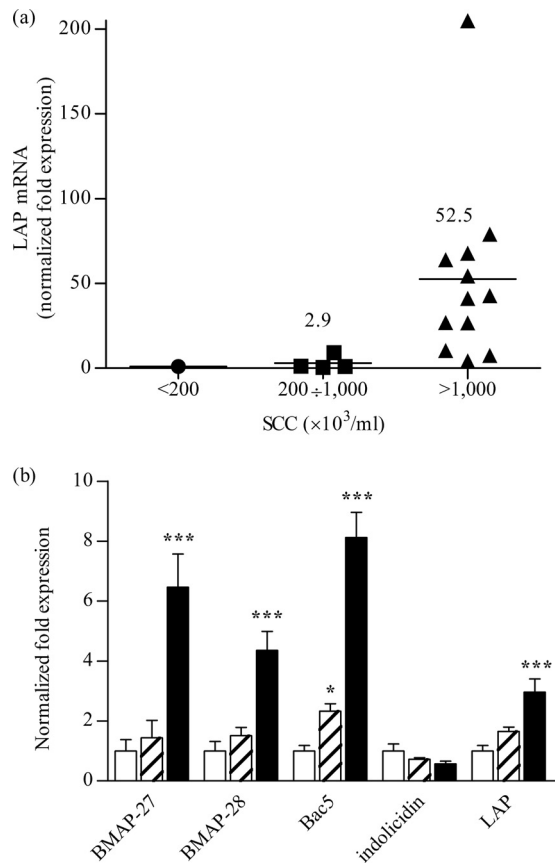 (a)
LAP mRNA
(normalized fold expression)
200
150
100
50
0
2.9
52.5
<200
200÷1,000
>1,000
SCC (×10³/ml)
(b)
Normalized fold expression
10
8
6
4
2
0
***
***
*
***
***
BMAP-27
BMAP-28
Bac5
indolicidin
LAP